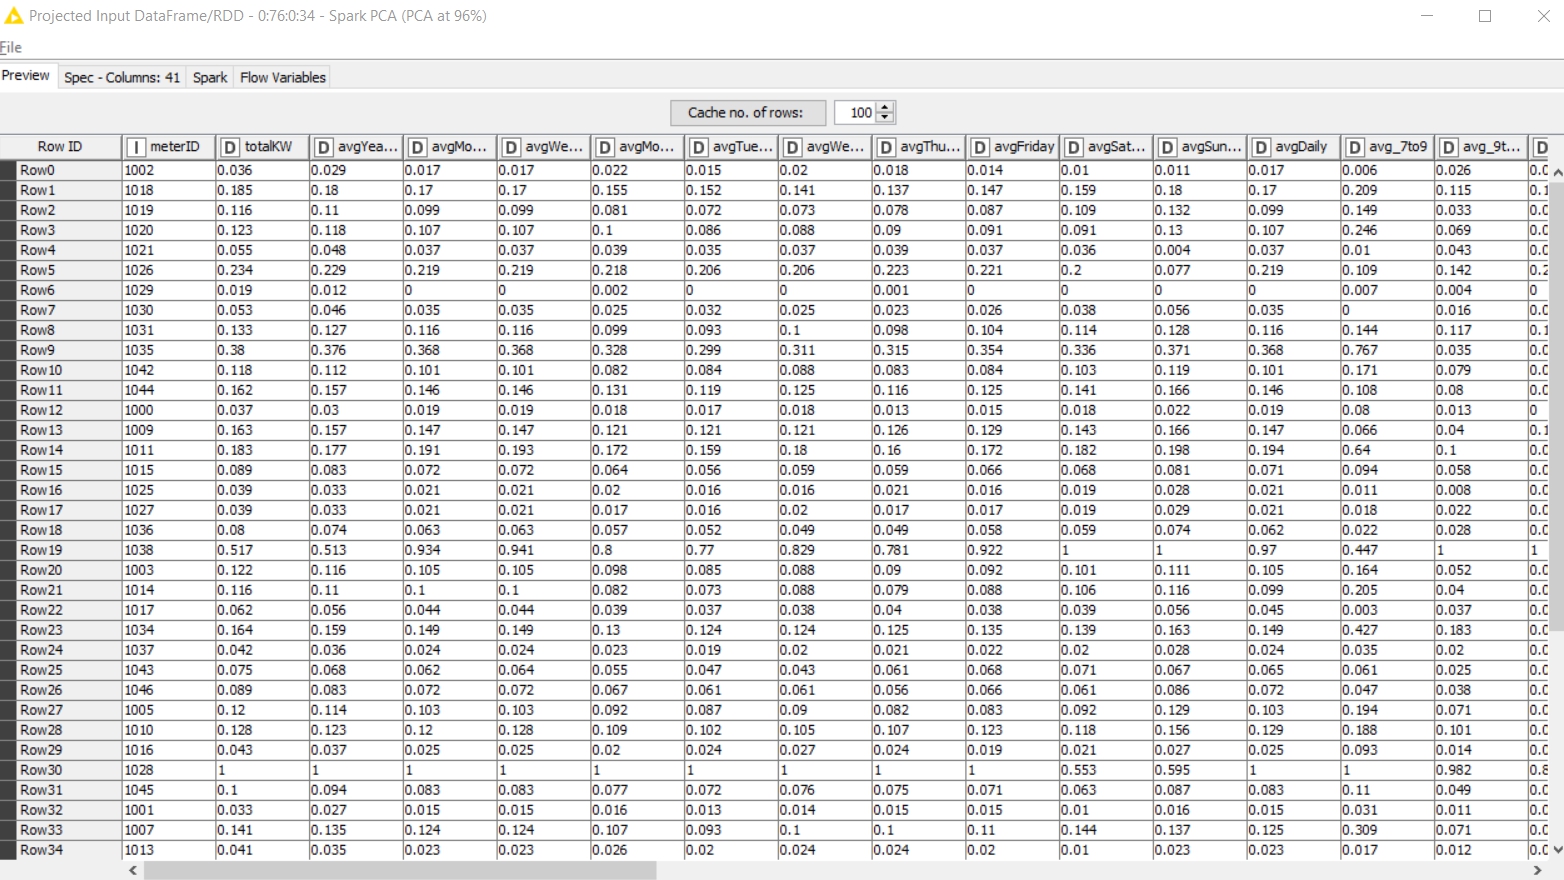 Projected Input DataFrame/RDD - 0:76:0:34 - Spark PCA (PCA at 96%)
File
Preview Spec - Columns: 41 Spark Flow Variables
Cache no. of rows: 100
Row ID I meterID D totalKW D avgYea... D avgMo... D avgWe... D avgMo... D avgTue... D avgWe... D avgThu... D avgFriday D avgSat... D avgSun... D avgDaily D avg_7to9 D avg_9t... D
Row0 1002 0.036 0.029 0.017 0.017 0.022 0.015 0.02 0.018 0.014 0.01 0.011 0.017 0.006 0.026 0.0
Row1 1018 0.185 0.18 0.17 0.17 0.155 0.152 0.141 0.137 0.147 0.159 0.18 0.17 0.209 0.115 0.1
Row2 1019 0.116 0.11 0.099 0.099 0.081 0.072 0.073 0.078 0.087 0.109 0.132 0.099 0.149 0.033 0.0
Row3 1020 0.123 0.118 0.107 0.107 0.1 0.086 0.088 0.09 0.091 0.091 0.13 0.107 0.246 0.069 0.0
Row4 1021 0.055 0.048 0.037 0.037 0.039 0.035 0.037 0.039 0.037 0.036 0.004 0.037 0.01 0.043 0.0
Row5 1026 0.234 0.229 0.219 0.219 0.218 0.206 0.206 0.223 0.221 0.2 0.077 0.219 0.109 0.142 0.2
Row6 1029 0.019 0.012 0 0 0.002 0 0 0.001 0 0 0 0 0.007 0.004 0
Row7 1030 0.053 0.046 0.035 0.035 0.025 0.032 0.025 0.023 0.026 0.038 0.056 0.035 0 0.016 0.0
Row8 1031 0.133 0.127 0.116 0.116 0.099 0.093 0.1 0.098 0.104 0.114 0.128 0.116 0.144 0.117 0.1
Row9 1035 0.38 0.376 0.368 0.368 0.328 0.299 0.311 0.315 0.354 0.336 0.371 0.368 0.767 0.035 0.0
Row10 1042 0.118 0.112 0.101 0.101 0.082 0.084 0.088 0.083 0.084 0.103 0.119 0.101 0.171 0.079 0.0
Row11 1044 0.162 0.157 0.146 0.146 0.131 0.119 0.125 0.116 0.125 0.141 0.166 0.146 0.108 0.08 0.0
Row12 1000 0.037 0.03 0.019 0.019 0.018 0.017 0.018 0.013 0.015 0.018 0.022 0.019 0.08 0.013 0
Row13 1009 0.163 0.157 0.147 0.147 0.121 0.121 0.121 0.126 0.129 0.143 0.166 0.147 0.066 0.04 0.1
Row14 1011 0.183 0.177 0.191 0.193 0.172 0.159 0.18 0.16 0.172 0.182 0.198 0.194 0.64 0.1 0.0
Row15 1015 0.089 0.083 0.072 0.072 0.064 0.056 0.059 0.059 0.066 0.068 0.081 0.071 0.094 0.058 0.0
Row16 1025 0.039 0.033 0.021 0.021 0.02 0.016 0.016 0.021 0.016 0.019 0.028 0.021 0.011 0.008 0.0
Row17 1027 0.039 0.033 0.021 0.021 0.017 0.016 0.02 0.017 0.017 0.019 0.029 0.021 0.018 0.022 0.0
Row18 1036 0.08 0.074 0.063 0.063 0.057 0.052 0.049 0.049 0.058 0.059 0.074 0.062 0.022 0.028 0.0
Row19 1038 0.517 0.513 0.934 0.941 0.8 0.77 0.829 0.781 0.922 1 1 0.97 0.447 1 1
Row20 1003 0.122 0.116 0.105 0.105 0.098 0.085 0.088 0.09 0.092 0.101 0.111 0.105 0.164 0.052 0.0
Row21 1014 0.116 0.11 0.1 0.1 0.082 0.073 0.088 0.079 0.088 0.106 0.116 0.099 0.205 0.04 0.0
Row22 1017 0.062 0.056 0.044 0.044 0.039 0.037 0.038 0.04 0.038 0.039 0.056 0.045 0.003 0.037 0.0
Row23 1034 0.164 0.159 0.149 0.149 0.13 0.124 0.124 0.125 0.135 0.139 0.163 0.149 0.427 0.183 0.0
Row24 1037 0.042 0.036 0.024 0.024 0.023 0.019 0.02 0.021 0.022 0.02 0.028 0.024 0.035 0.02 0.0
Row25 1043 0.075 0.068 0.062 0.064 0.055 0.047 0.043 0.061 0.068 0.071 0.067 0.065 0.061 0.025 0.0
Row26 1046 0.089 0.083 0.072 0.072 0.067 0.061 0.061 0.056 0.066 0.061 0.086 0.072 0.047 0.038 0.0
Row27 1005 0.12 0.114 0.103 0.103 0.092 0.087 0.09 0.082 0.083 0.092 0.129 0.103 0.194 0.071 0.0
Row28 1010 0.128 0.123 0.12 0.128 0.109 0.102 0.105 0.107 0.123 0.118 0.156 0.129 0.188 0.101 0.0
Row29 1016 0.043 0.037 0.025 0.025 0.02 0.024 0.027 0.024 0.019 0.021 0.027 0.025 0.093 0.014 0.0
Row30 1028 1 1 1 1 1 1 1 1 1 0.553 0.595 1 1 0.982 0.8
Row31 1045 0.1 0.094 0.083 0.083 0.077 0.072 0.076 0.075 0.071 0.063 0.087 0.083 0.11 0.049 0.0
Row32 1001 0.033 0.027 0.015 0.015 0.016 0.013 0.014 0.015 0.015 0.01 0.016 0.015 0.031 0.011 0.0
Row33 1007 0.141 0.135 0.124 0.124 0.107 0.093 0.1 0.1 0.11 0.144 0.137 0.125 0.309 0.071 0.0
Row34 1013 0.041 0.035 0.023 0.023 0.026 0.02 0.024 0.024 0.02 0.01 0.023 0.023 0.017 0.012 0.0